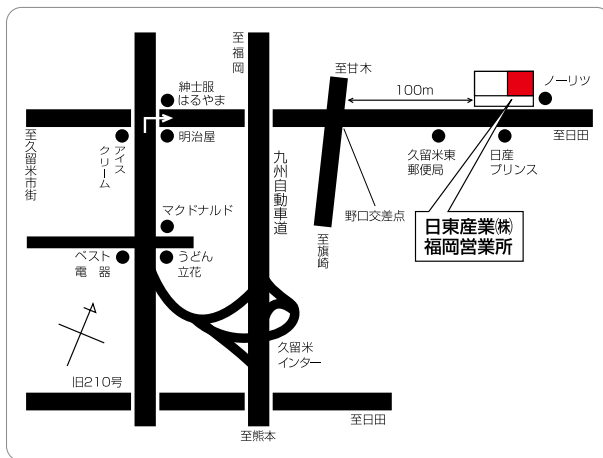 至福岡
至甘木
紳士服
はるやま
100m
ノーリツ
至久留米市街
アイス
クリーム
明治屋
九州自動車道
久留米東
郵便局
日産
プリンス
至日田
マクドナルド
野口交差点
至旗崎
日東産業㈱
福岡営業所
ベスト
電器
うどん
立花
久留米
インター
旧210号
至日田
至熊本